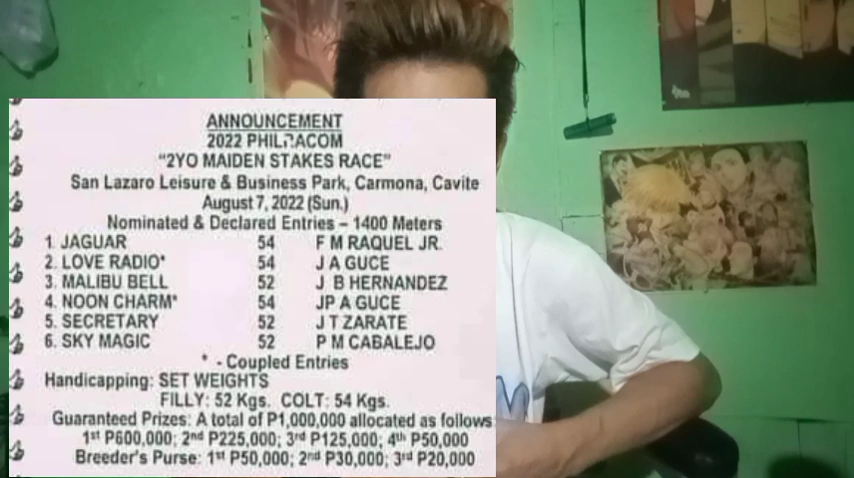 ANNOUNCEMENT
2022 PHILRACOM
"2YO MAIDEN STAKES RACE"
San Lazaro Leisure & Business Park, Carmona, Cavite
August 7, 2022 (Sun.)
Nominated & Declared Entries – 1400 Meters
1. JAGUAR 54 F M RAQUEL JR.
2. LOVE RADIO* 54 J A GUCE
3. MALIBU BELL 52 J B HERNANDEZ
4. NOON CHARM* 54 JP A GUCE
5. SECRETARY 52 J T ZARATE
6. SKY MAGIC 52 P M CABALEJO
* - Coupled Entries
Handicapping: SET WEIGHTS
FILLY: 52 Kgs. COLT: 54 Kgs.
Guaranteed Prizes: A total of P1,000,000 allocated as follows:
1st P600,000; 2nd P225,000; 3rd P125,000; 4th P50,000
Breeder's Purse: 1st P50,000; 2nd P30,000; 3rd P20,000